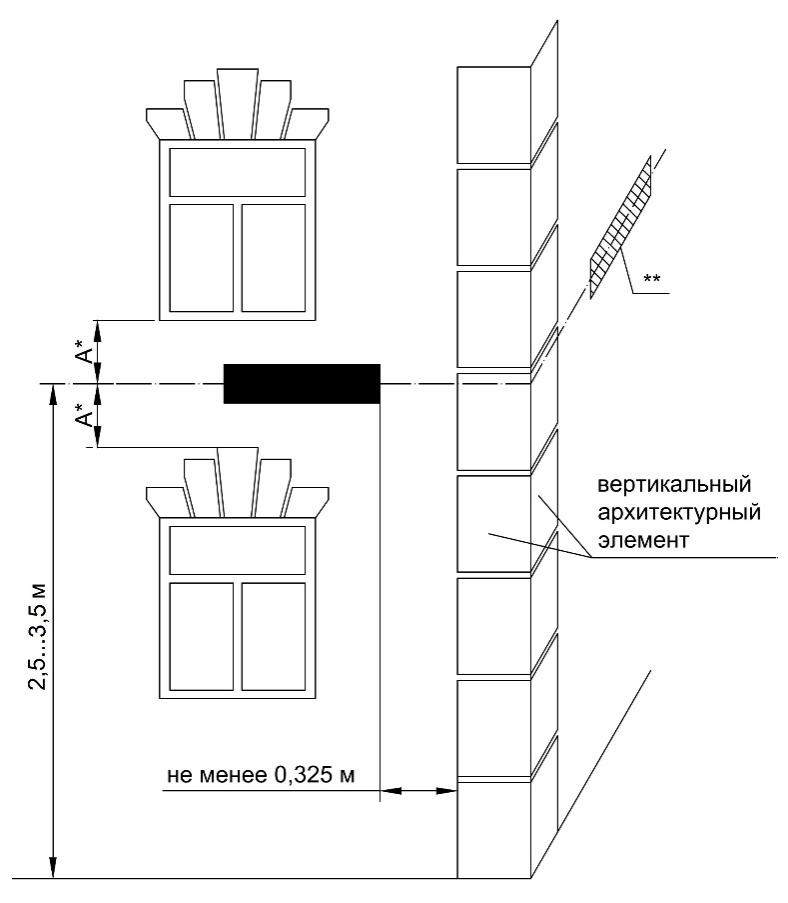 А*
А*
**
вертикальный
архитектурный
элемент
2,5...3,5 м
не менее 0,325 м